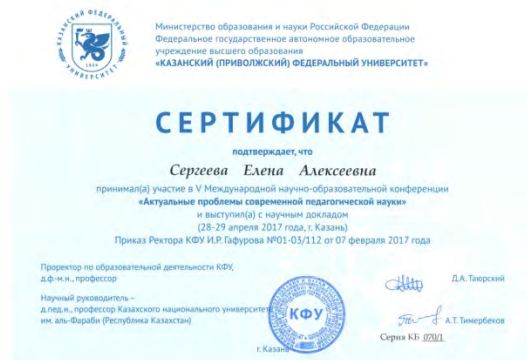 КАЗАНСКИЙ ФЕДЕРАЛЬНЫЙ УНИВЕРСИТЕТ
1804
Министерство образования и науки Российской Федерации
Федеральное государственное автономное образовательное
учреждение высшего образования
«КАЗАНСКИЙ (ПРИВОЛЖСКИЙ) ФЕДЕРАЛЬНЫЙ УНИВЕРСИТЕТ»
СЕРТИФИКАТ
подтверждает, что
Сергеева Елена Алексеевна
принимал(а) участие в V Международной научно-образовательной конференции
«Актуальные проблемы современной педагогической науки»
и выступил(а) с научным докладом
(28-29 апреля 2017 года, г. Казань)
Приказ Ректора КФУ И.Р. Гафурова №01-03/112 от 07 февраля 2017 года
Проректор по образовательной деятельности КФУ,
д.ф-м.н., профессор
Д.А. Таюрский
Научный руководитель –
д.пед.н., профессор Казахского национального университета
им. аль-Фараби (Республика Казахстан)
А.Т. Тимербеков
КФУ
Серия КБ 070/1
г. Казань